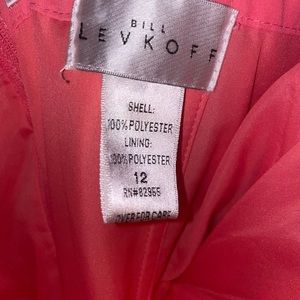 BILL
LEVKOFF
SHELL:
100% POLYESTER
LINING:
100% POLYESTER
12
RN#82955
OVER FOR CARE